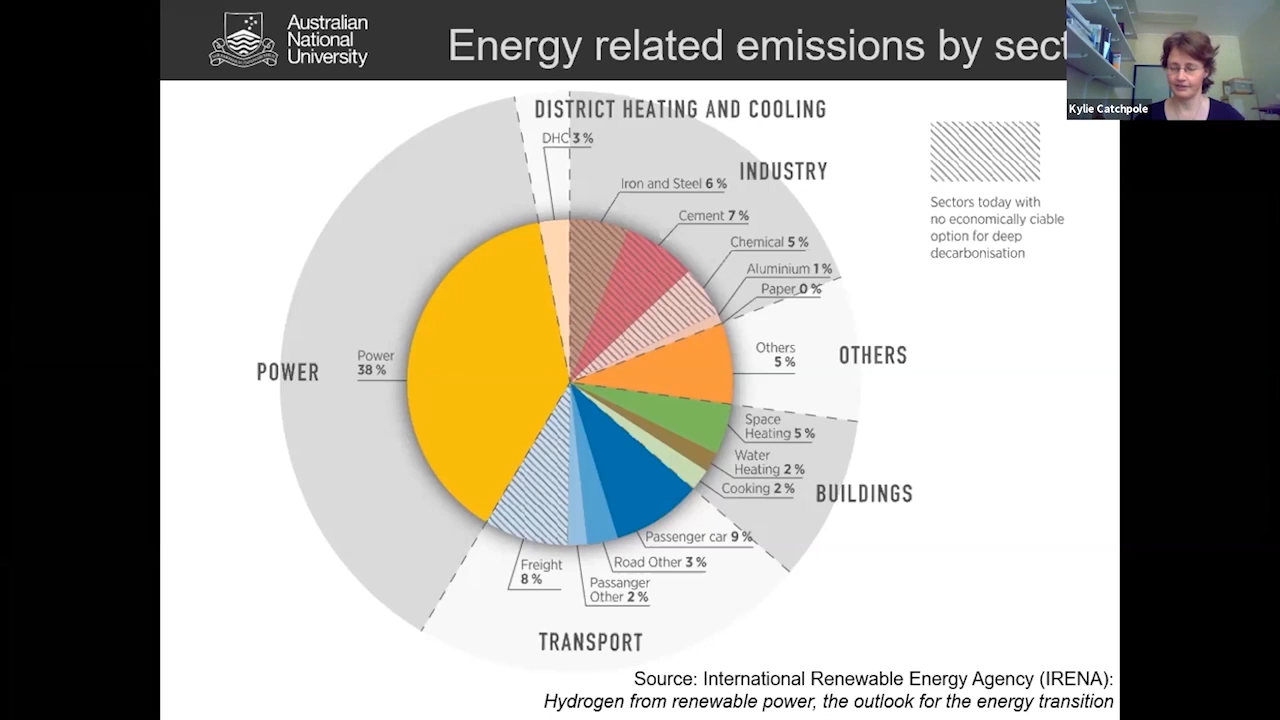 Australian
National
University
Energy related emissions by sect
Kylie Catchpole
DISTRICT HEATING AND COOLING
DHC 3 %
INDUSTRY
Iron and Steel 6 %
Cement 7 %
Chemical 5 %
Aluminium 1 %
Paper 0 %
Sectors today with
no economically ciable
option for deep
decarbonisation
Others
5 %
OTHERS
POWER
Power
38 %
Space
Heating 5 %
Water
Heating 2 %
Cooking 2 %
BUILDINGS
Passenger car 9 %
Road Other 3 %
Passanger
Other 2 %
Freight
8 %
TRANSPORT
Source: International Renewable Energy Agency (IRENA):
Hydrogen from renewable power, the outlook for the energy transition